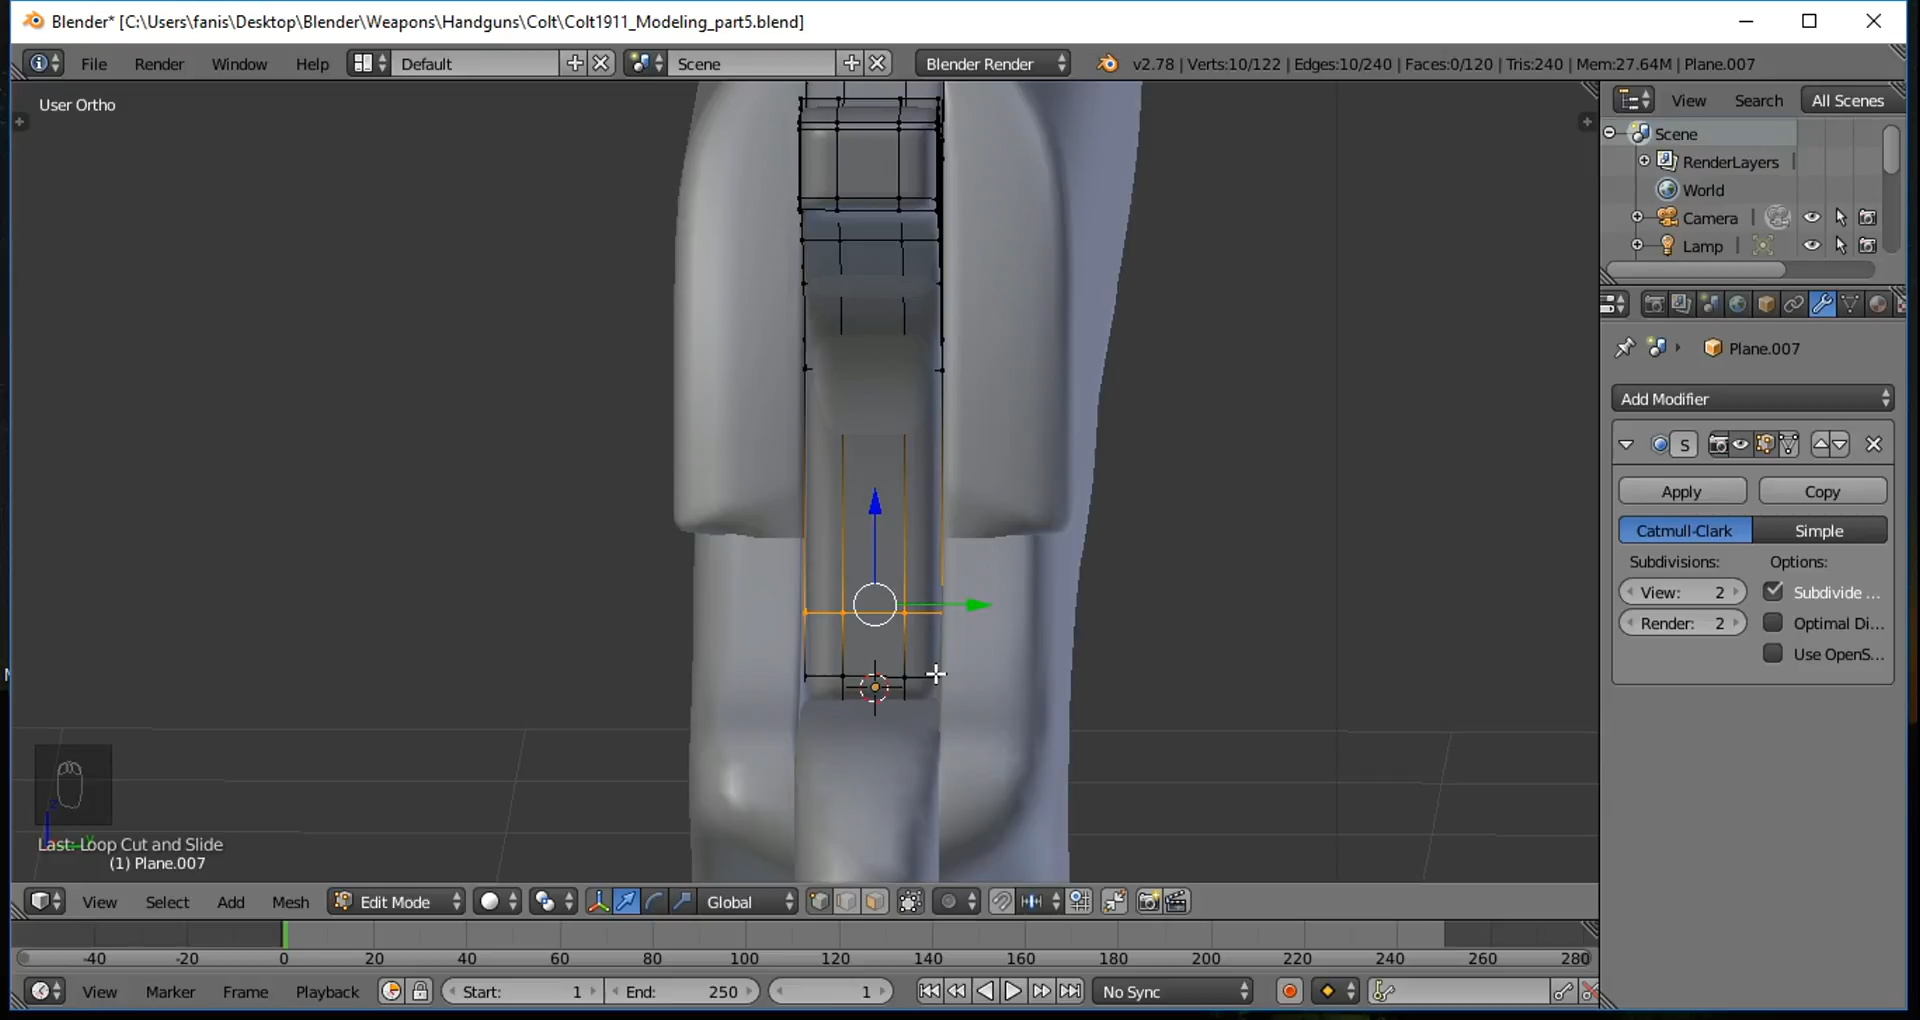 Blender* [C:\Users\fanis\Desktop\Blender\Weapons\Handguns\Colt\Colt1911_Modeling_part5.blend]
File Render Window Help Default Scene Blender Render v2.78 | Verts:10/122 | Edges:10/240 | Faces:0/120 | Tris:240 | Mem:27.64M | Plane.007
User Ortho
View Search All Scenes
Scene
RenderLayers
World
Camera
Lamp
Plane.007
Add Modifier
S
Apply Copy
Catmull-Clark Simple
Subdivisions: Options:
View: 2 Subdivide ...
Render: 2 Optimal Di...
Use OpenS...
Last: Loop Cut and Slide
(1) Plane.007
View Select Add Mesh Edit Mode Global
-40 -20 0 20 40 60 80 100 120 140 160 180 200 220 240 260 280
View Marker Frame Playback Start: 1 End: 250 1 No Sync